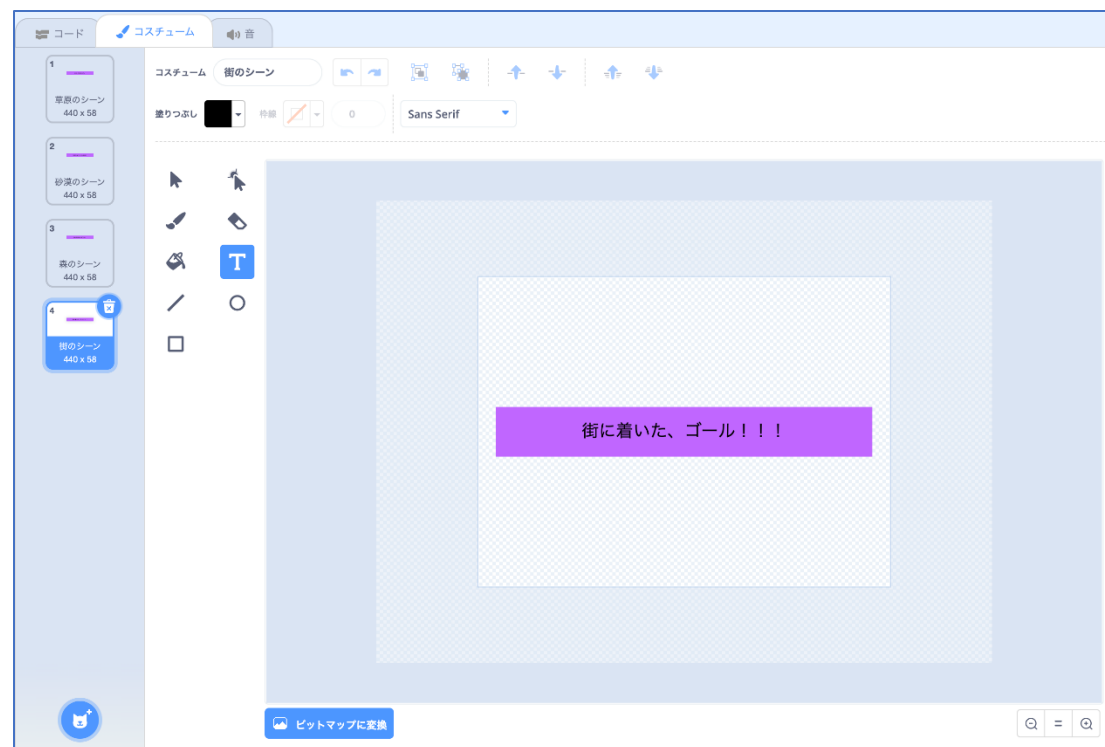 コード
コスチューム
音
1
草原のシーン
440 x 58
2
砂漠のシーン
440 x 58
3
森のシーン
440 x 58
4
街のシーン
440 x 58
コスチューム 街のシーン
塗りつぶし 枠線 0 Sans Serif
T
街に着いた、ゴール！！！
ビットマップに変換